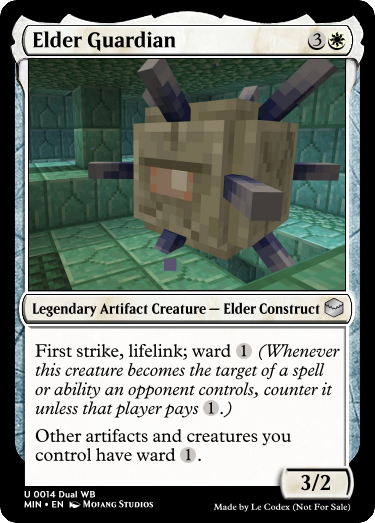 Elder Guardian 3
Legendary Artifact Creature — Elder Construct
First strike, lifelink; ward 1 (Whenever
this creature becomes the target of a spell
or ability an opponent controls, counter it
unless that player pays 1.)
Other artifacts and creatures you
control have ward 1.
3/2
U 0014 Dual WB
MIN • EN Mojang Studios
Made by Le Codex (Not For Sale)